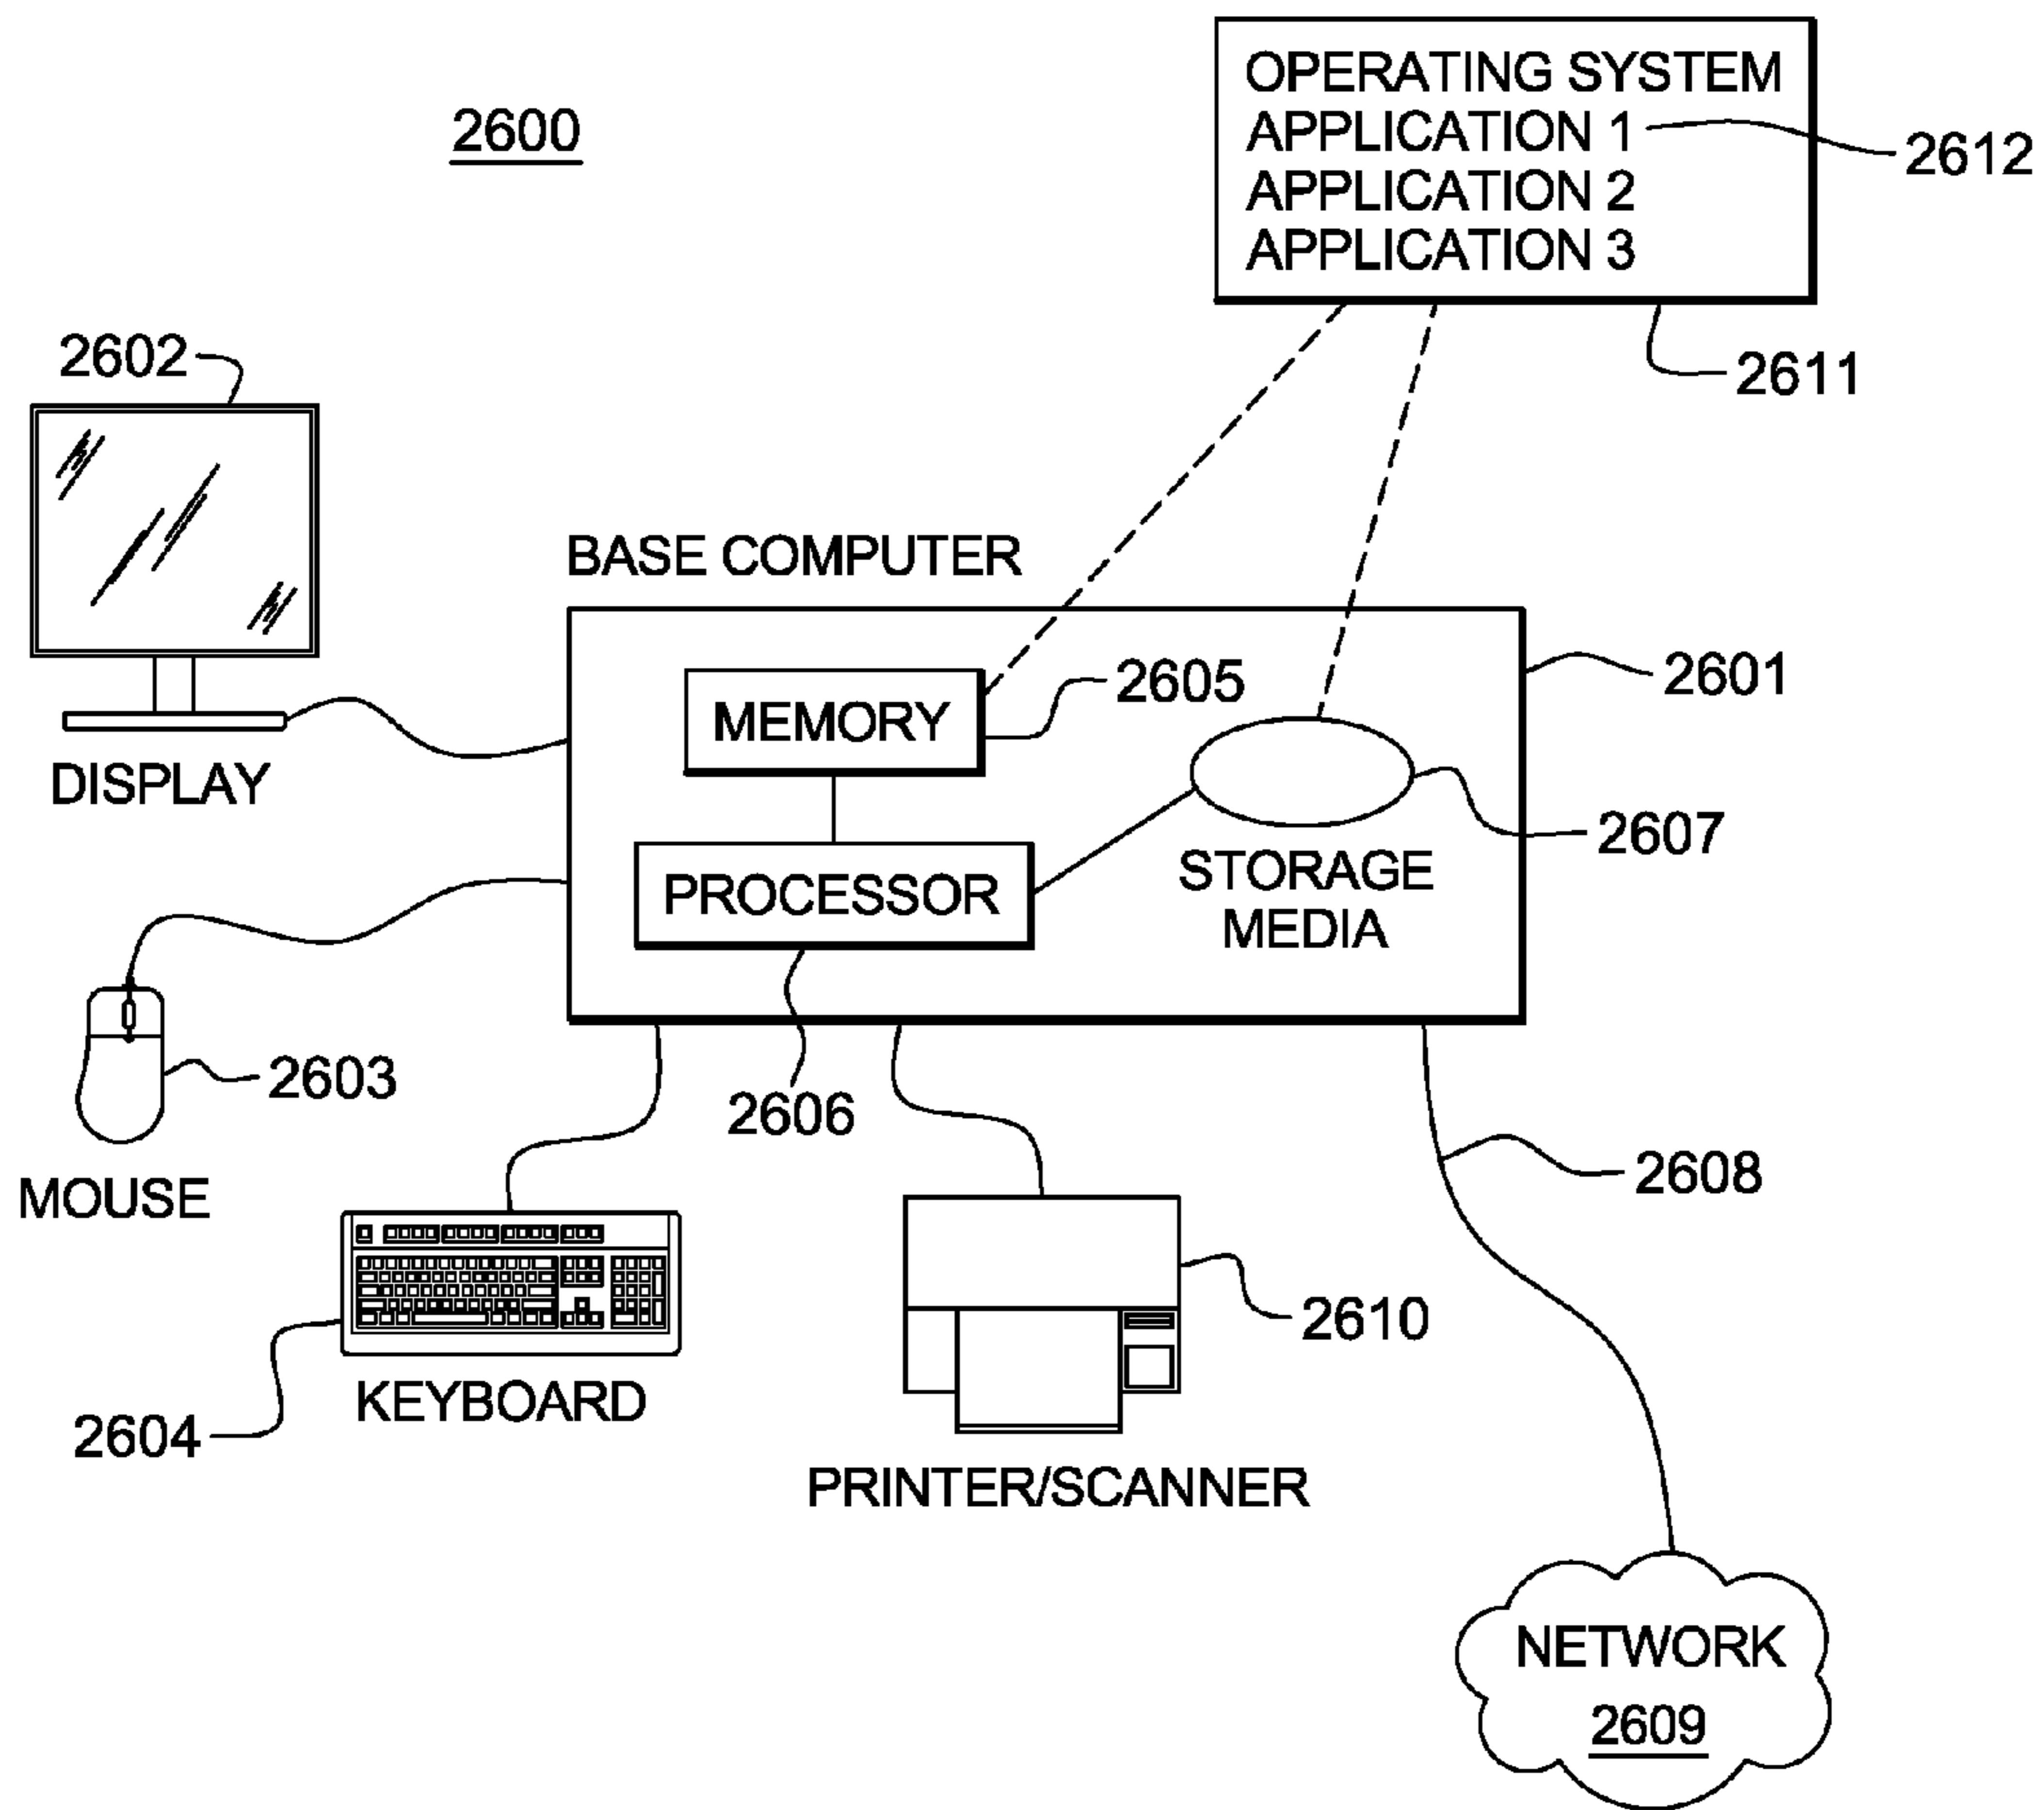 2600
OPERATING SYSTEM
APPLICATION 1
APPLICATION 2
APPLICATION 3
2612
2611
2602
DISPLAY
BASE COMPUTER
MEMORY
2605
2601
PROCESSOR
STORAGE
MEDIA
2607
2606
2603
MOUSE
2604
KEYBOARD
2610
PRINTER/SCANNER
2608
NETWORK
2609